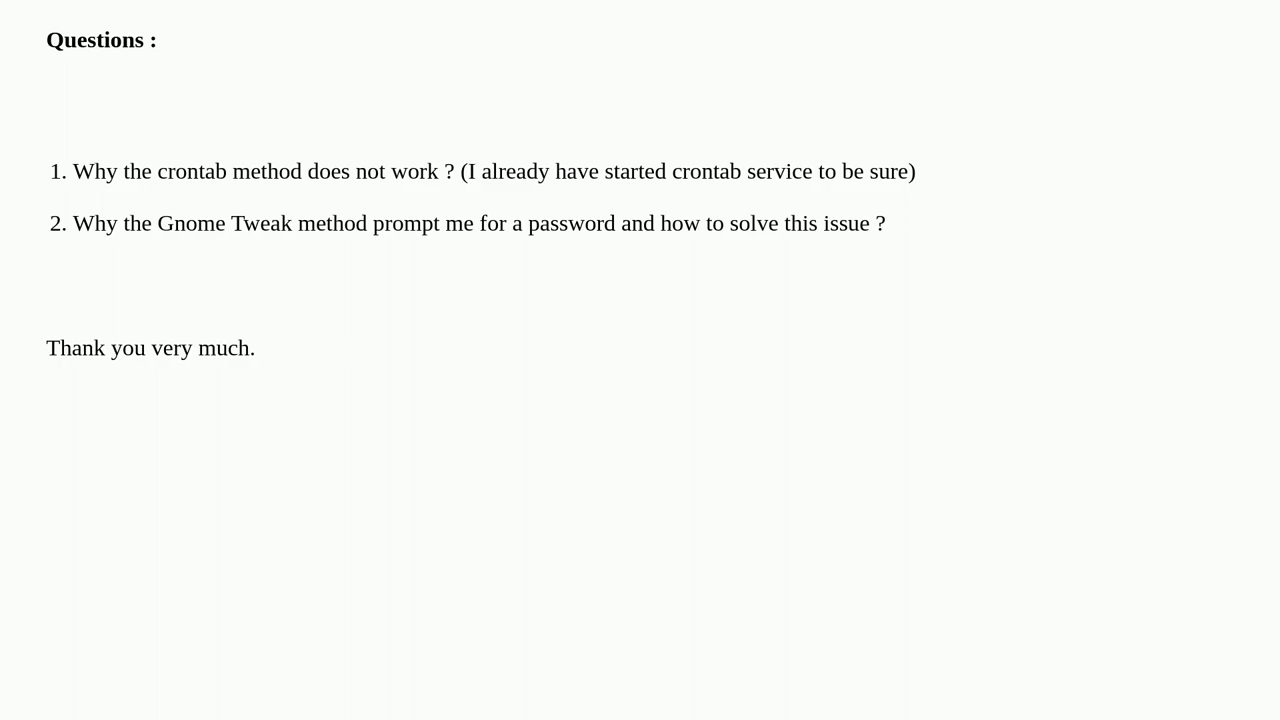 Questions :
1. Why the crontab method does not work ? (I already have started crontab service to be sure)
2. Why the Gnome Tweak method prompt me for a password and how to solve this issue ?
Thank you very much.